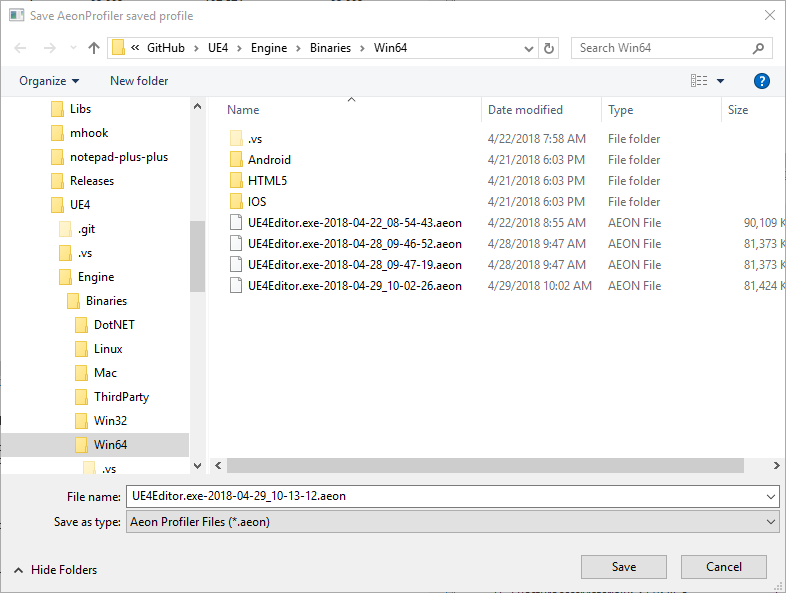 Save AeonProfiler saved profile
« GitHub > UE4 > Engine > Binaries > Win64
Search Win64
Organize
New folder
?
Libs
mhook
notepad-plus-plus
Releases
UE4
.git
.vs
Engine
Binaries
DotNET
Linux
Mac
ThirdParty
Win32
Win64
.vs
Name Date modified Type Size
.vs 4/22/2018 7:58 AM File folder
Android 4/21/2018 6:03 PM File folder
HTML5 4/21/2018 6:03 PM File folder
IOS 4/21/2018 6:03 PM File folder
UE4Editor.exe-2018-04-22_08-54-43.aeon 4/22/2018 8:55 AM AEON File 90,109 K
UE4Editor.exe-2018-04-28_09-46-52.aeon 4/28/2018 9:47 AM AEON File 81,373 K
UE4Editor.exe-2018-04-28_09-47-19.aeon 4/28/2018 9:47 AM AEON File 81,373 K
UE4Editor.exe-2018-04-29_10-02-26.aeon 4/29/2018 10:02 AM AEON File 81,424 K
File name: UE4Editor.exe-2018-04-29_10-13-12.aeon
Save as type: Aeon Profiler Files (*.aeon)
Hide Folders
Save
Cancel